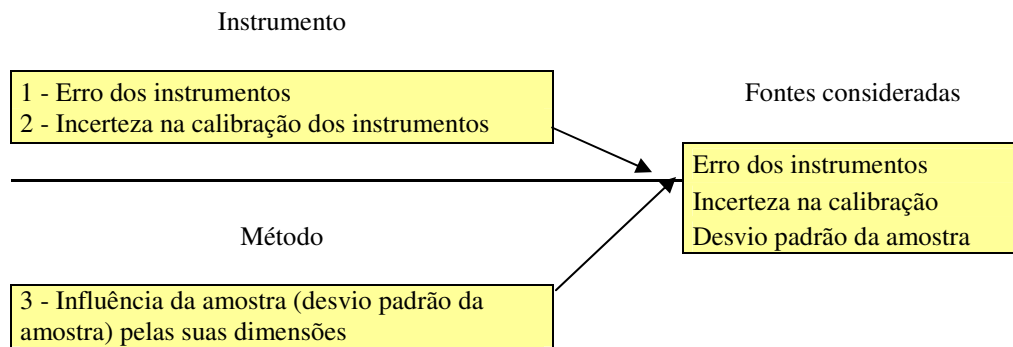 Instrumento
1 - Erro dos instrumentos
2 - Incerteza na calibração dos instrumentos
Fontes consideradas
Erro dos instrumentos
Incerteza na calibração
Desvio padrão da amostra
Método
3 - Influência da amostra (desvio padrão da
amostra) pelas suas dimensões